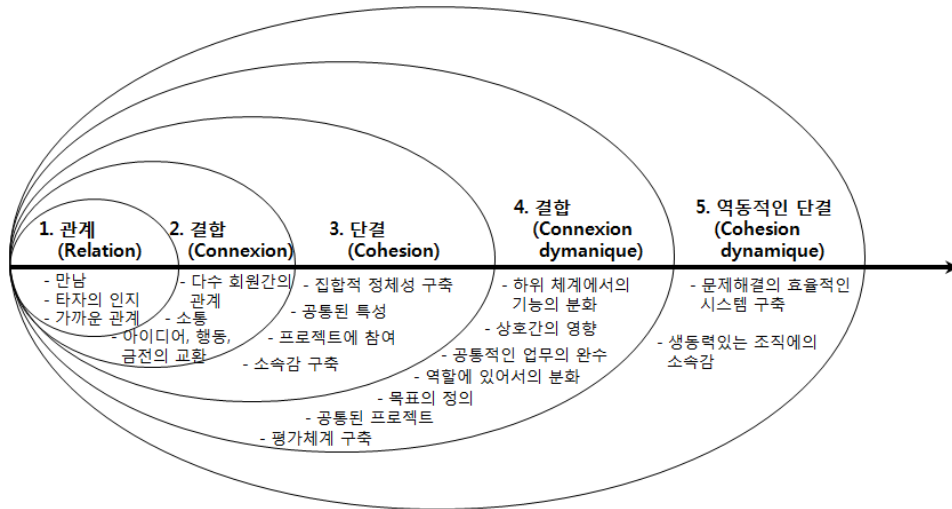 1. 관계
(Relation)
- 만남
- 타자의 인지
- 가까운 관계
2. 결합
(Connexion)
- 다수 회원간의
관계
- 소통
- 아이디어, 행동,
금전의 교환
3. 단결
(Cohesion)
- 집합적 정체성 구축
- 공통된 특성
- 프로젝트에 참여
- 소속감 구축
4. 결합
(Connexion
dymanique)
- 하위 체계에서의
기능의 분화
- 상호간의 영향
- 공통적인 업무의 완수
- 역할에 있어서의 분화
- 목표의 정의
- 공통된 프로젝트
- 평가체계 구축
5. 역동적인 단결
(Cohesion
dynamique)
- 문제해결의 효율적인
시스템 구축
- 생동력있는 조직에의
소속감